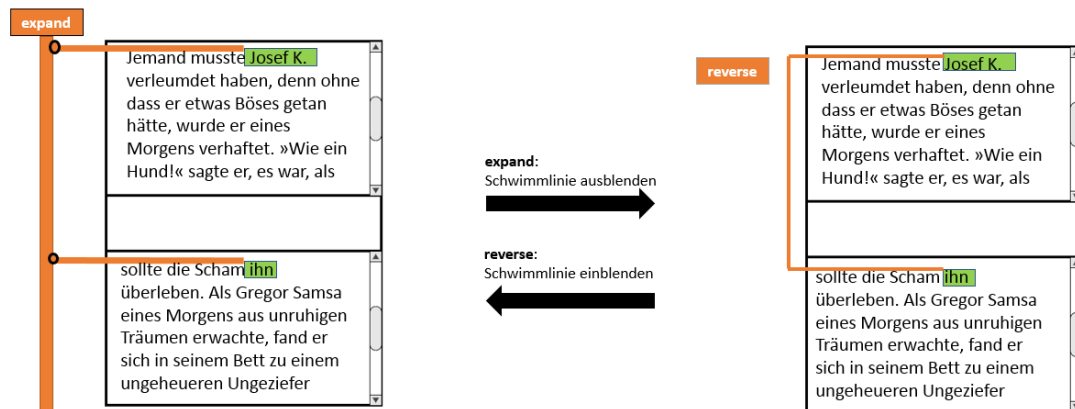 expand
Jemand musste Josef K.
verleumdet haben, denn ohne
dass er etwas Böses getan
hätte, wurde er eines
Morgens verhaftet. »Wie ein
Hund!« sagte er, es war, als
sollte die Scham ihn
überleben. Als Gregor Samsa
eines Morgens aus unruhigen
Träumen erwachte, fand er
sich in seinem Bett zu einem
ungeheueren Ungeziefer
expand:
Schwimmlinie ausblenden
reverse:
Schwimmlinie einblenden
reverse
Jemand musste Josef K.
verleumdet haben, denn ohne
dass er etwas Böses getan
hätte, wurde er eines
Morgens verhaftet. »Wie ein
Hund!« sagte er, es war, als
sollte die Scham ihn
überleben. Als Gregor Samsa
eines Morgens aus unruhigen
Träumen erwachte, fand er
sich in seinem Bett zu einem
ungeheueren Ungeziefer